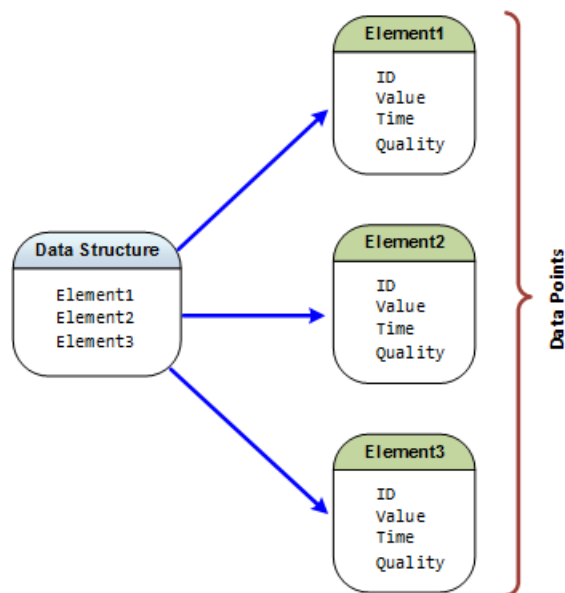 Element1
ID
Value
Time
Quality
Data Structure
Element1
Element2
Element3
Element2
ID
Value
Time
Quality
Element3
ID
Value
Time
Quality
Data Points